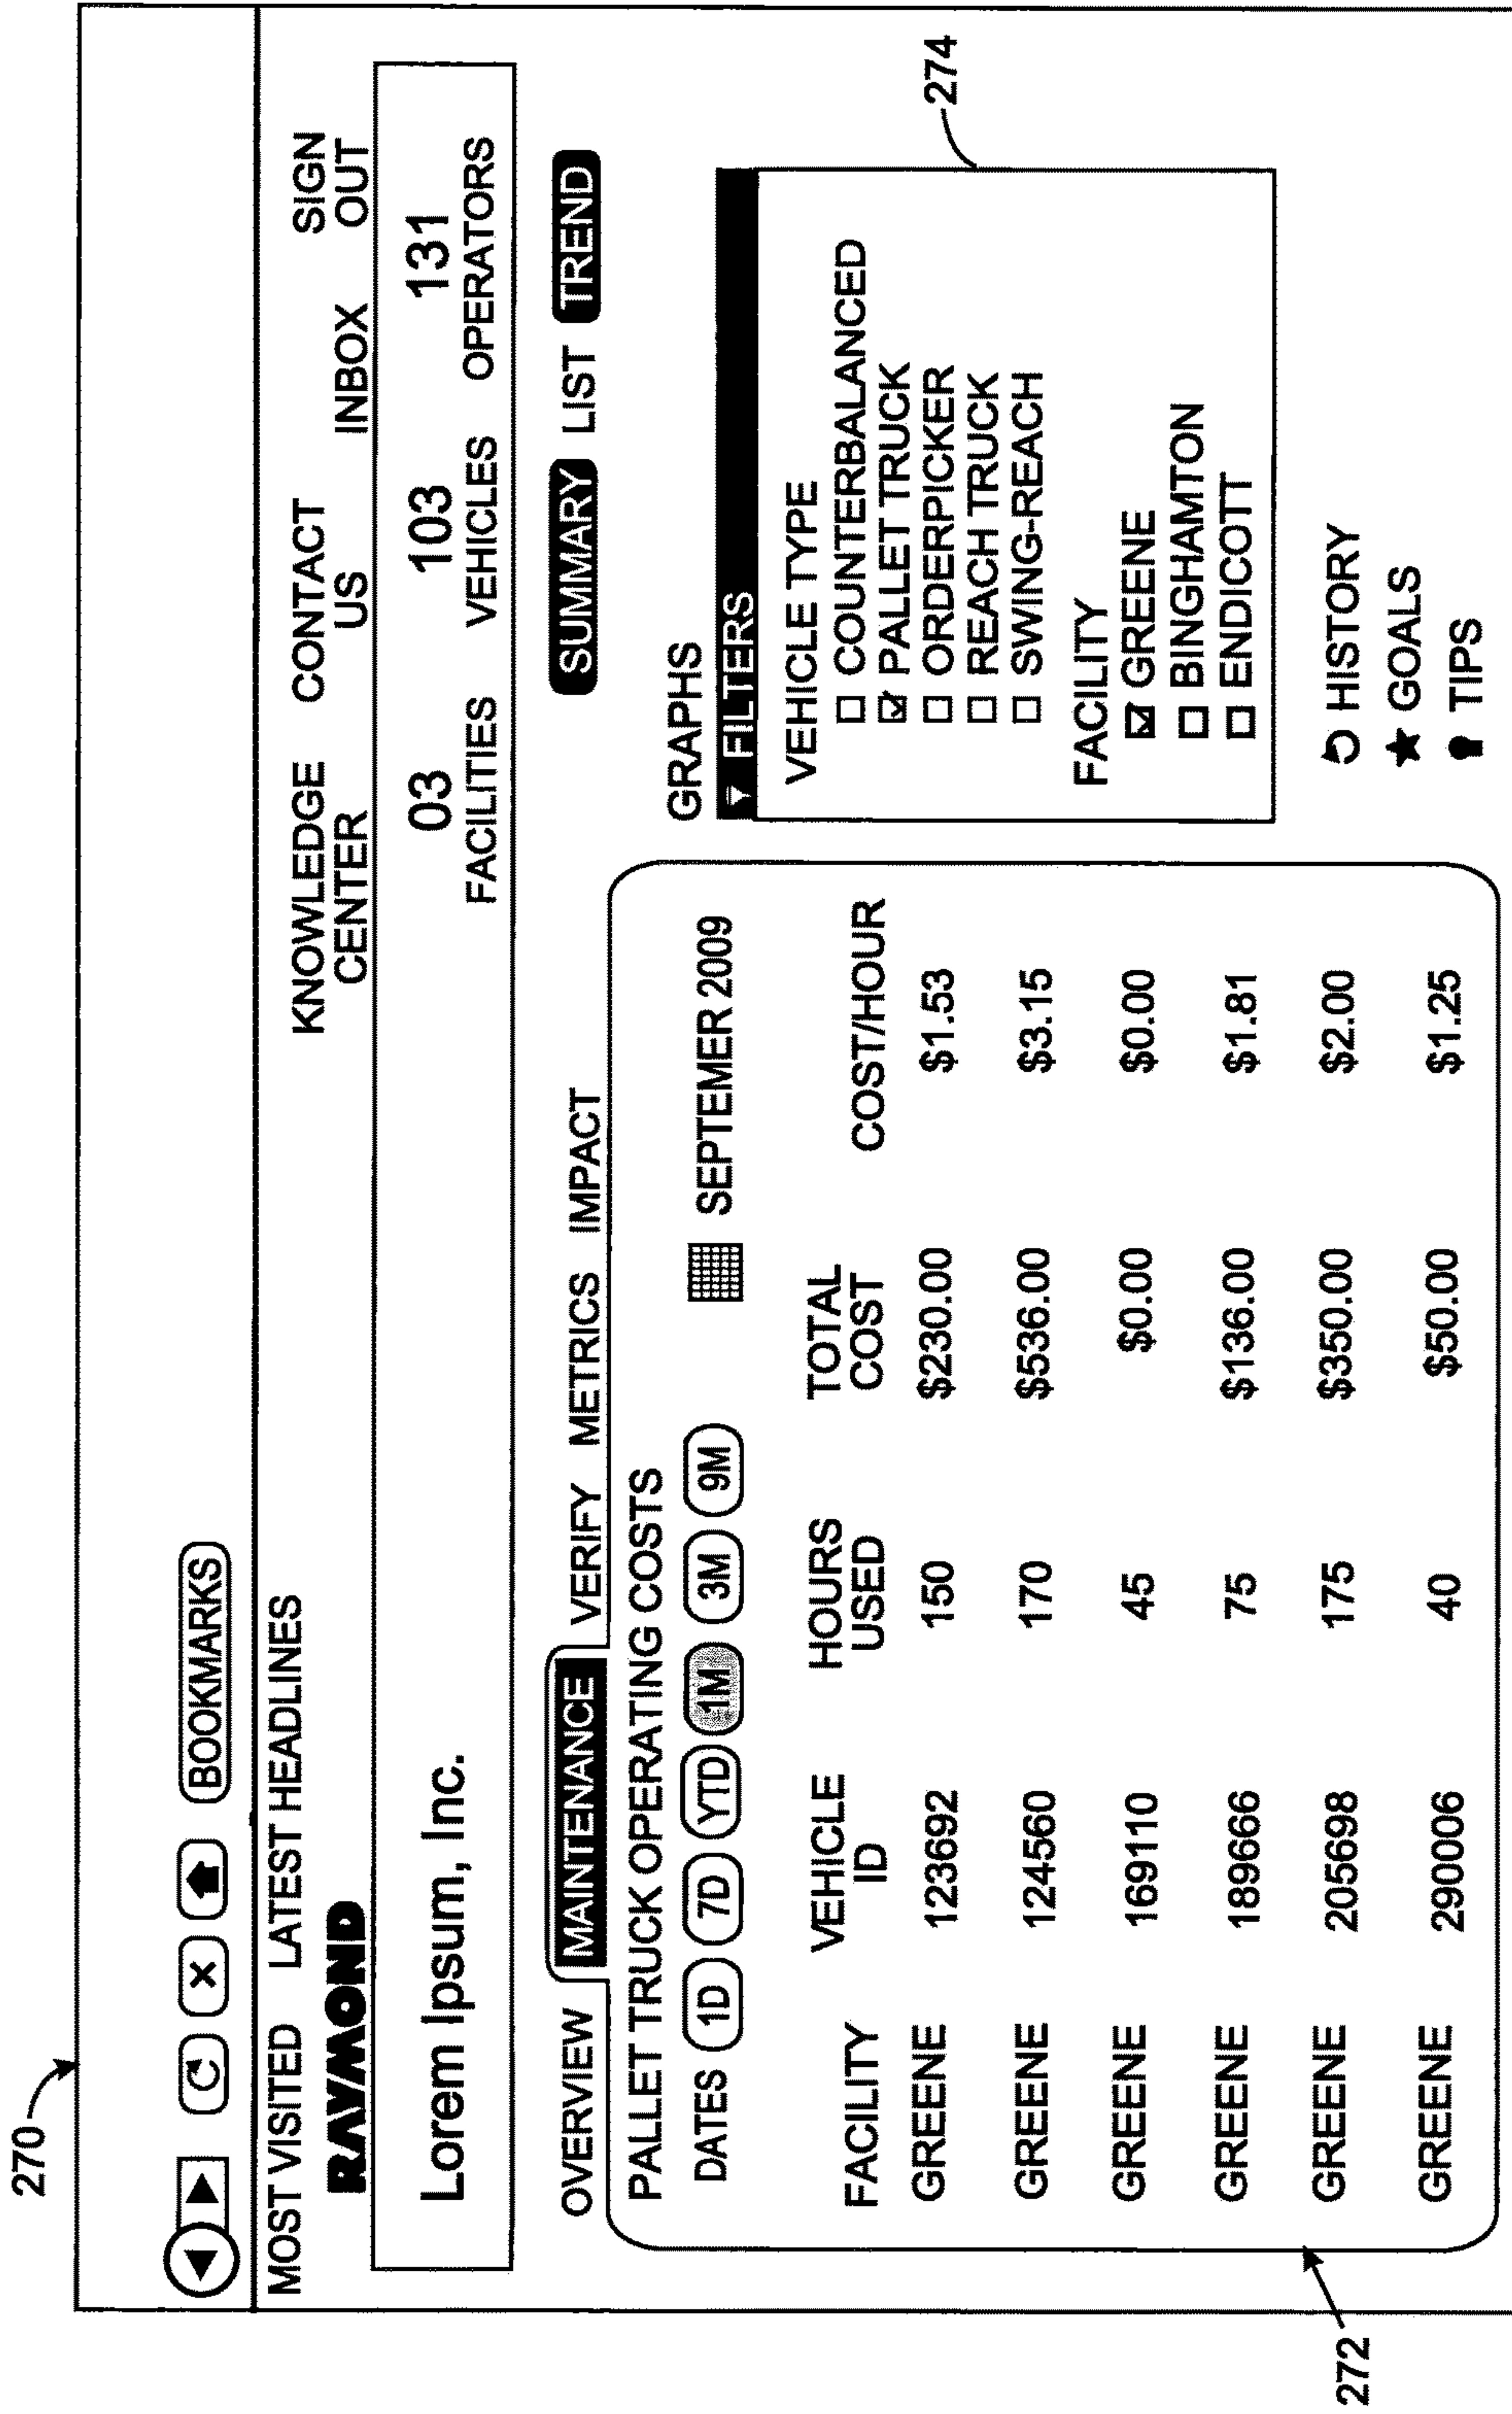 270
BOOKMARKS
MOST VISITED LATEST HEADLINES
RAYMOND
KNOWLEDGE CENTER CONTACT US INBOX SIGN OUT
Lorem Ipsum, Inc.
03 FACILITIES 103 VEHICLES 131 OPERATORS
OVERVIEW MAINTENANCE VERIFY METRICS IMPACT
SUMMARY LIST TREND
PALLET TRUCK OPERATING COSTS
DATES 1D 7D YTD 1M 3M 9M SEPTEMER 2009
FACILITY VEHICLE ID HOURS USED TOTAL COST COST/HOUR
GREENE 123692 150 $230.00 $1.53
GREENE 124560 170 $536.00 $3.15
GREENE 169110 45 $0.00 $0.00
GREENE 189666 75 $136.00 $1.81
GREENE 205698 175 $350.00 $2.00
GREENE 290006 40 $50.00 $1.25
272
GRAPHS
FILTERS
VEHICLE TYPE
COUNTERBALANCED
PALLET TRUCK
ORDERPICKER
REACH TRUCK
SWING-REACH
FACILITY
GREENE
BINGHAMTON
ENDICOTT
274
HISTORY
GOALS
TIPS